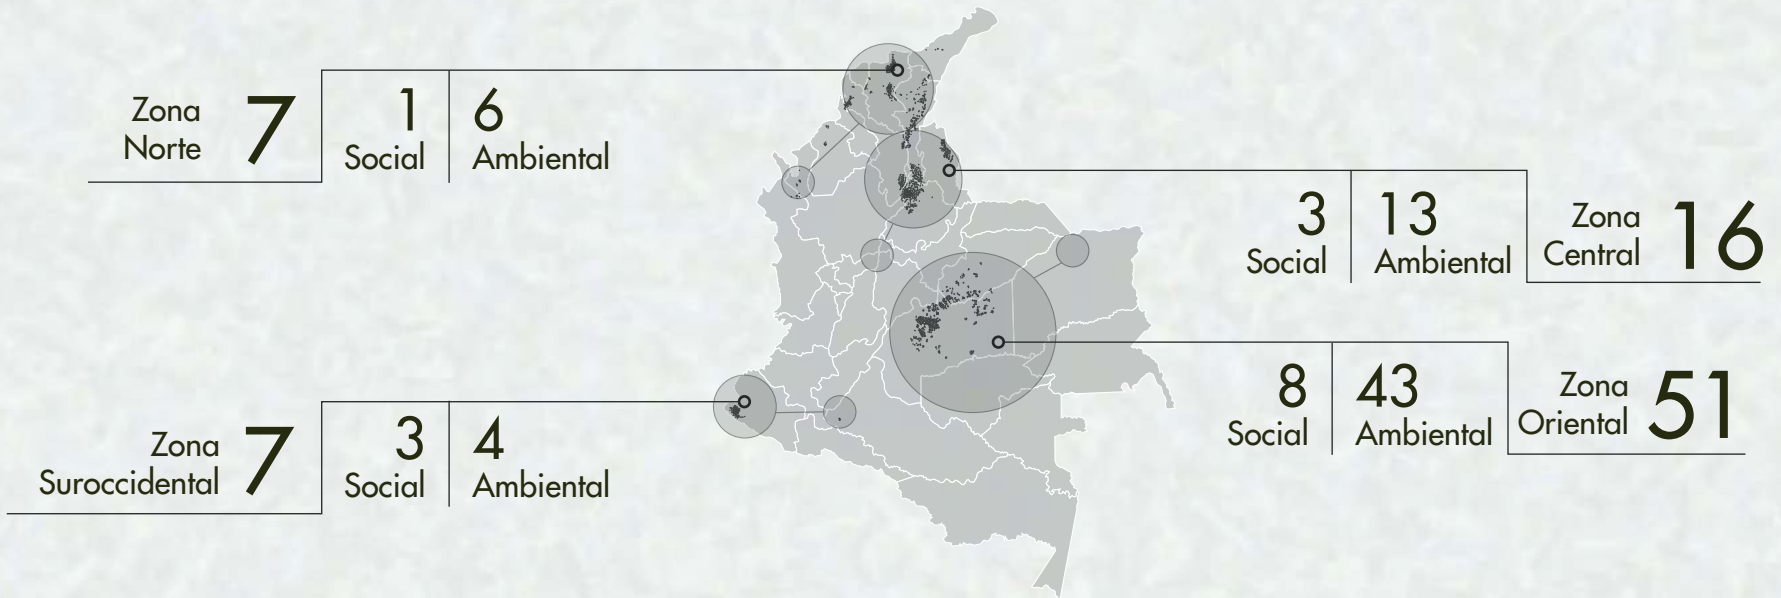 Zona
Norte
7
1
Social
6
Ambiental
3
Social
13
Ambiental
Zona
Central
16
8
Social
43
Ambiental
Zona
Oriental
51
Zona
Suroccidental
7
3
Social
4
Ambiental